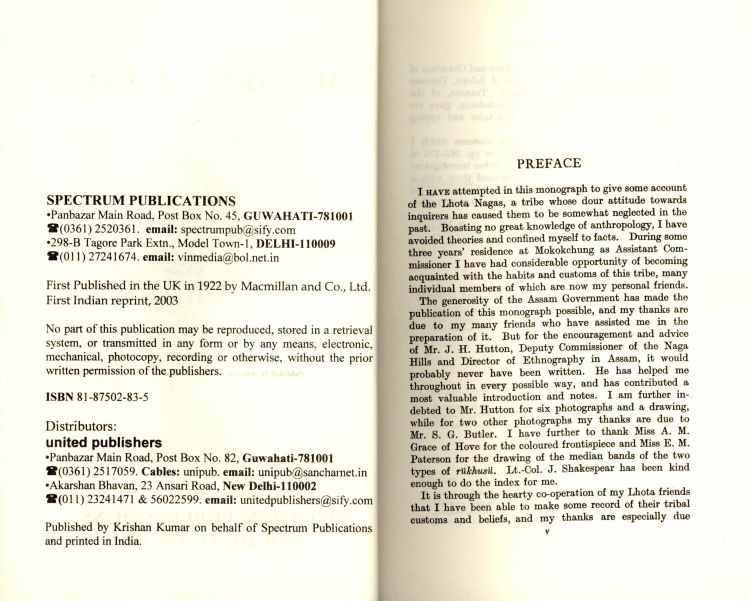 SPECTRUM PUBLICATIONS
•Panbazar Main Road, Post Box No. 45, GUWAHATI-781001
☎(0361) 2520361. email: spectrumpub@sify.com
•298-B Tagore Park Extn., Model Town-1, DELHI-110009
☎(011) 27241674. email: vinmedia@bol.net.in
First Published in the UK in 1922 by Macmillan and Co., Ltd.
First Indian reprint, 2003
No part of this publication may be reproduced, stored in a retrieval
system, or transmitted in any form or by any means, electronic,
mechanical, photocopy, recording or otherwise, without the prior
written permission of the publishers.
ISBN 81-87502-83-5
Distributors:
united publishers
•Panbazar Main Road, Post Box No. 82, Guwahati-781001
☎(0361) 2517059. Cables: unipub. email: unipub@sancharnet.in
•Akarshan Bhavan, 23 Ansari Road, New Delhi-110002
☎(011) 23241471 & 56022599. email: unitedpublishers@sify.com
Published by Krishan Kumar on behalf of Spectrum Publications
and printed in India.
PREFACE
I HAVE attempted in this monograph to give some account
of the Lhota Nagas, a tribe whose dour attitude towards
inquirers has caused them to be somewhat neglected in the
past. Boasting no great knowledge of anthropology, I have
avoided theories and confined myself to facts. During some
three years' residence at Mokokchung as Assistant Com-
missioner I have had considerable opportunity of becoming
acquainted with the habits and customs of this tribe, many
individual members of which are now my personal friends.
The generosity of the Assam Government has made the
publication of this monograph possible, and my thanks are
due to my many friends who have assisted me in the
preparation of it. But for the encouragement and advice
of Mr. J. H. Hutton, Deputy Commissioner of the Naga
Hills and Director of Ethnography in Assam, it would
probably never have been written. He has helped me
throughout in every possible way, and has contributed a
most valuable introduction and notes. I am further in-
debted to Mr. Hutton for six photographs and a drawing,
while for two other photographs my thanks are due to
Mr. S. G. Butler. I have further to thank Miss A. M.
Grace of Hove for the coloured frontispiece and Miss E. M.
Paterson for the drawing of the median bands of the two
types of rükhusü. Lt.-Col. J. Shakespear has been kind
enough to do the index for me.
It is through the hearty co-operation of my Lhota friends
that I have been able to make some record of their tribal
customs and beliefs, and my thanks are especially due
v